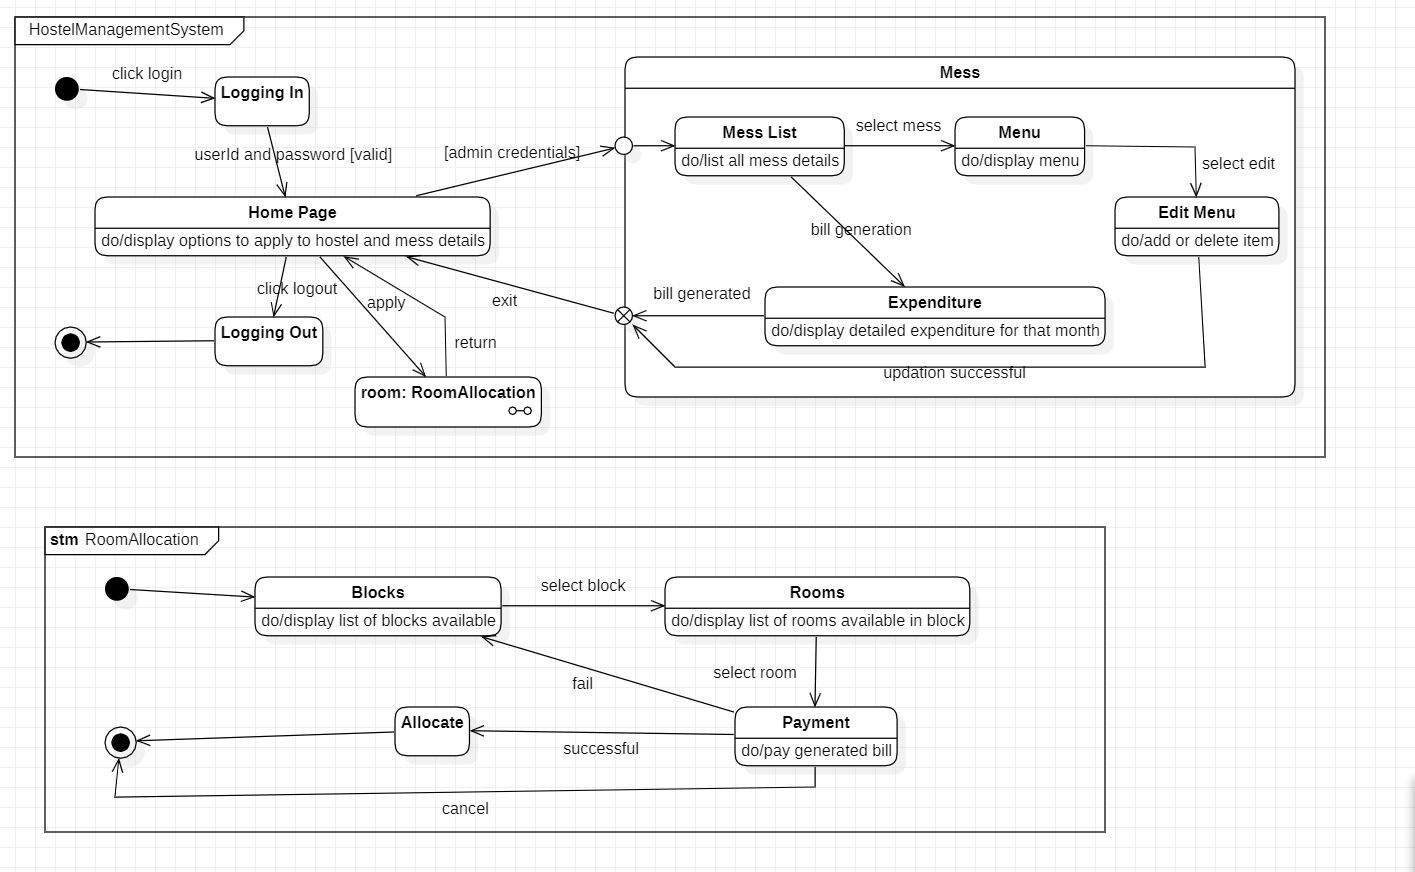 HostelManagementSystem
click login
Logging In
userId and password [valid]
Home Page
do/display options to apply to hostel and mess details
[admin credentials]
click logout
Logging Out
apply
return
exit
room: RoomAllocation
Mess
Mess List
do/list all mess details
select mess
Menu
do/display menu
select edit
Edit Menu
do/add or delete item
bill generation
bill generated
Expenditure
do/display detailed expenditure for that month
updation successful
stm RoomAllocation
Blocks
do/display list of blocks available
select block
Rooms
do/display list of rooms available in block
select room
fail
Allocate
successful
Payment
do/pay generated bill
cancel